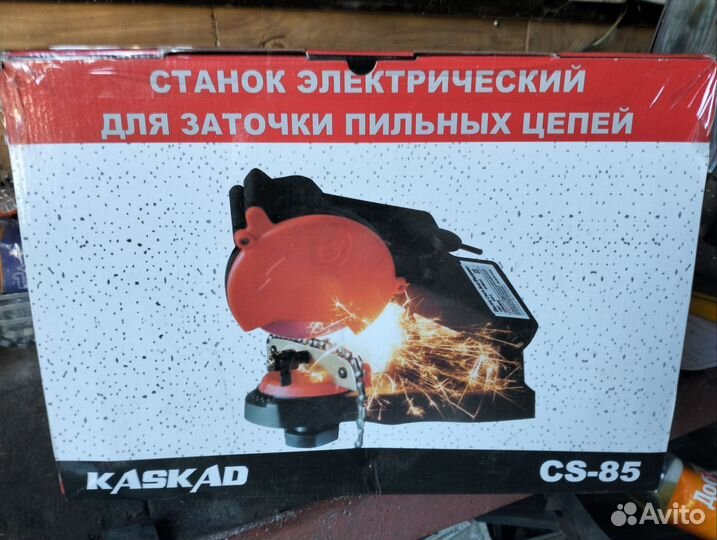 СТАНОК ЭЛЕКТРИЧЕСКИЙ
ДЛЯ ЗАТОЧКИ ПИЛЬНЫХ ЦЕПЕЙ
KASKAD
CS-85
Avito